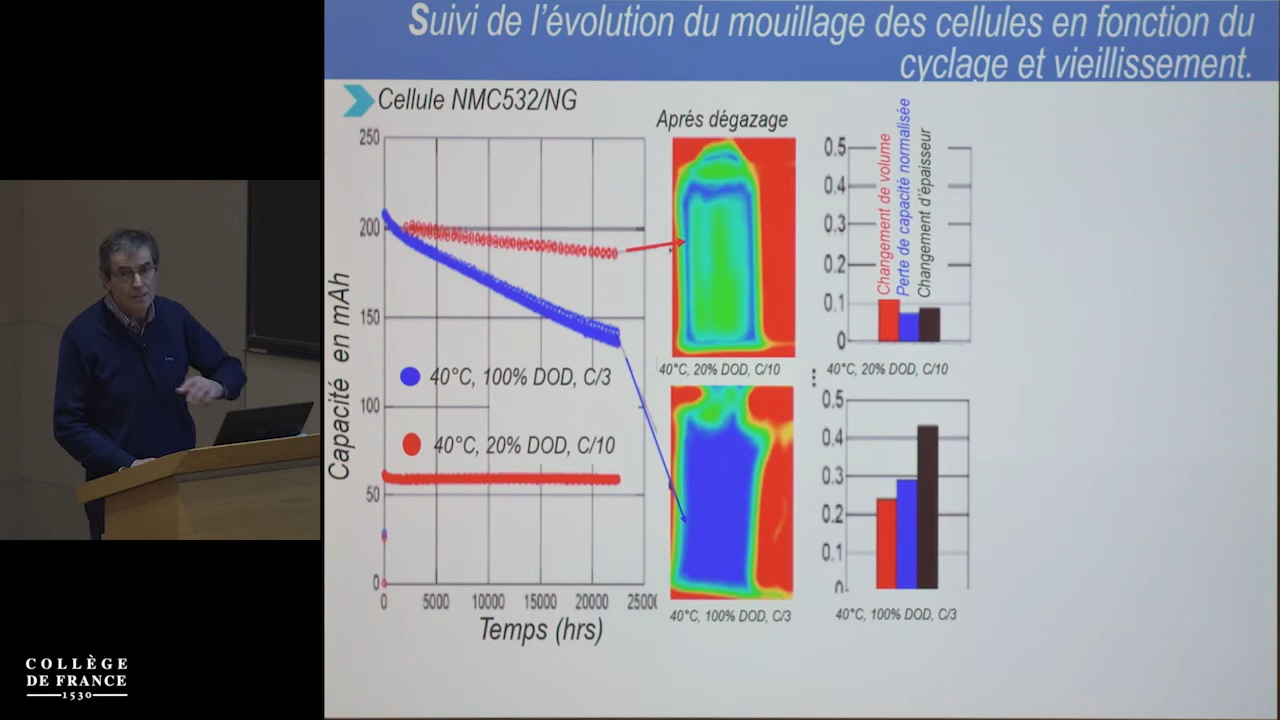 Suivi de l'évolution du mouillage des cellules en fonction du
cyclage et vieillissement.
Cellule NMC532/NG
Aprés dégazage
250
200
150
100
50
0
Capacité en mAh
40°C, 100% DOD, C/3
40°C, 20% DOD, C/10
0 5000 10000 15000 20000 25000
Temps (hrs)
40°C, 20% DOD, C/10
40°C, 100% DOD, C/3
0.5
0.4
0.3
0.2
0.1
0
Changement de volume
Perte de capacité normalisée
Changement d'épaisseur
40°C, 20% DOD, C/10
0.5
0.4
0.3
0.2
0.1
0
40°C, 100% DOD, C/3
COLLÈGE
DE FRANCE
1530